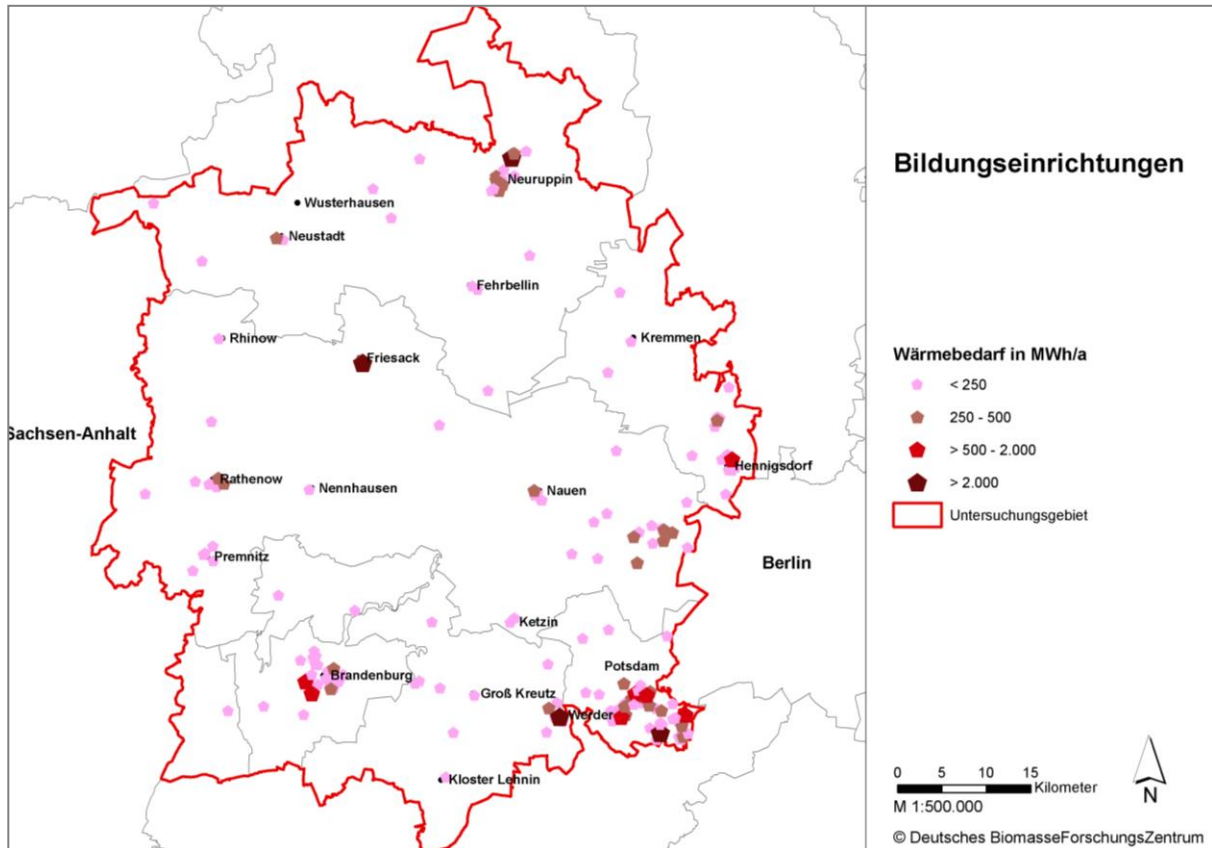 Bildungseinrichtungen
Neuruppin
Wusterhausen
Neustadt
Fehrbellin
Rhinow
Kremmen
Friesack
Sachsen-Anhalt
Hennigsdorf
Rathenow
Nennhausen
Nauen
Premnitz
Berlin
Ketzin
Potsdam
Brandenburg
Groß Kreutz
Werder
Kloster Lehnin
Wärmebedarf in MWh/a
< 250
250 - 500
> 500 - 2.000
> 2.000
Untersuchungsgebiet
0 5 10 15
Kilometer
M 1:500.000
N
© Deutsches BiomasseForschungsZentrum